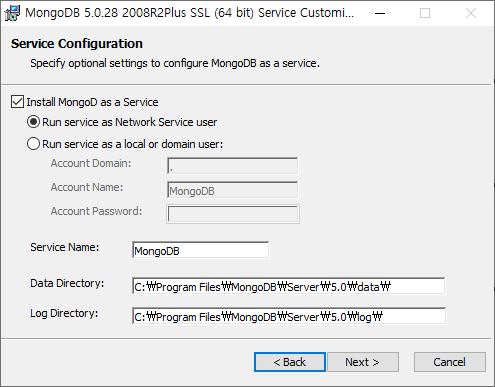 MongoDB 5.0.28 2008R2Plus SSL (64 bit) Service Customi...
Service Configuration
Specify optional settings to configure MongoDB as a service.
Install MongoD as a Service
Run service as Network Service user
Run service as a local or domain user:
Account Domain: .
Account Name: MongoDB
Account Password:
Service Name: MongoDB
Data Directory: C:₩Program Files₩MongoDB₩Server₩5.0₩data₩
Log Directory: C:₩Program Files₩MongoDB₩Server₩5.0₩log₩
< Back Next > Cancel